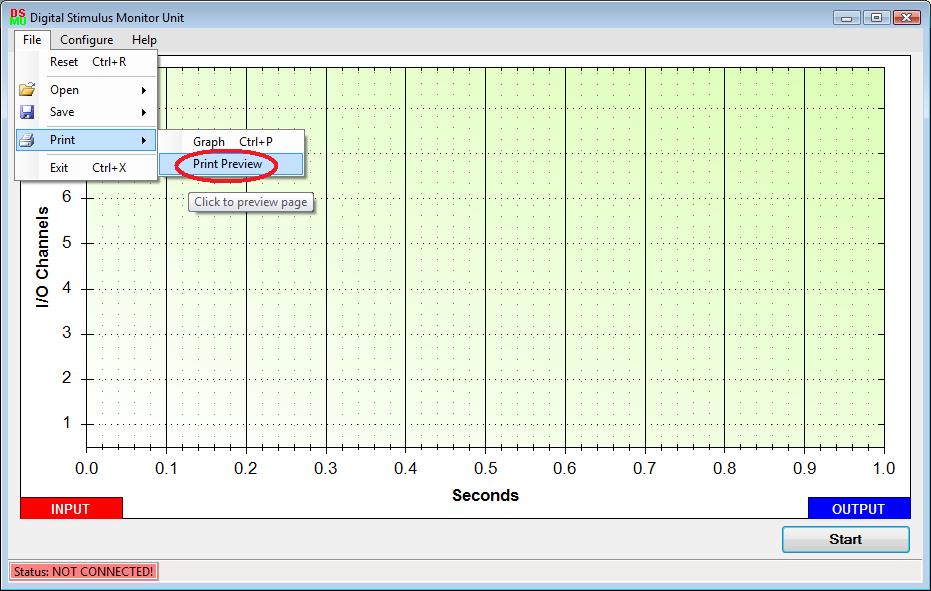 DS
MU Digital Stimulus Monitor Unit
File Configure Help
Reset Ctrl+R
Open
Save
Print
Exit Ctrl+X
Graph Ctrl+P
Print Preview
Click to preview page
I/O Channels
6
5
4
3
2
1
0.0 0.1 0.2 0.3 0.4 0.5 0.6 0.7 0.8 0.9 1.0
Seconds
INPUT
OUTPUT
Start
Status: NOT CONNECTED!